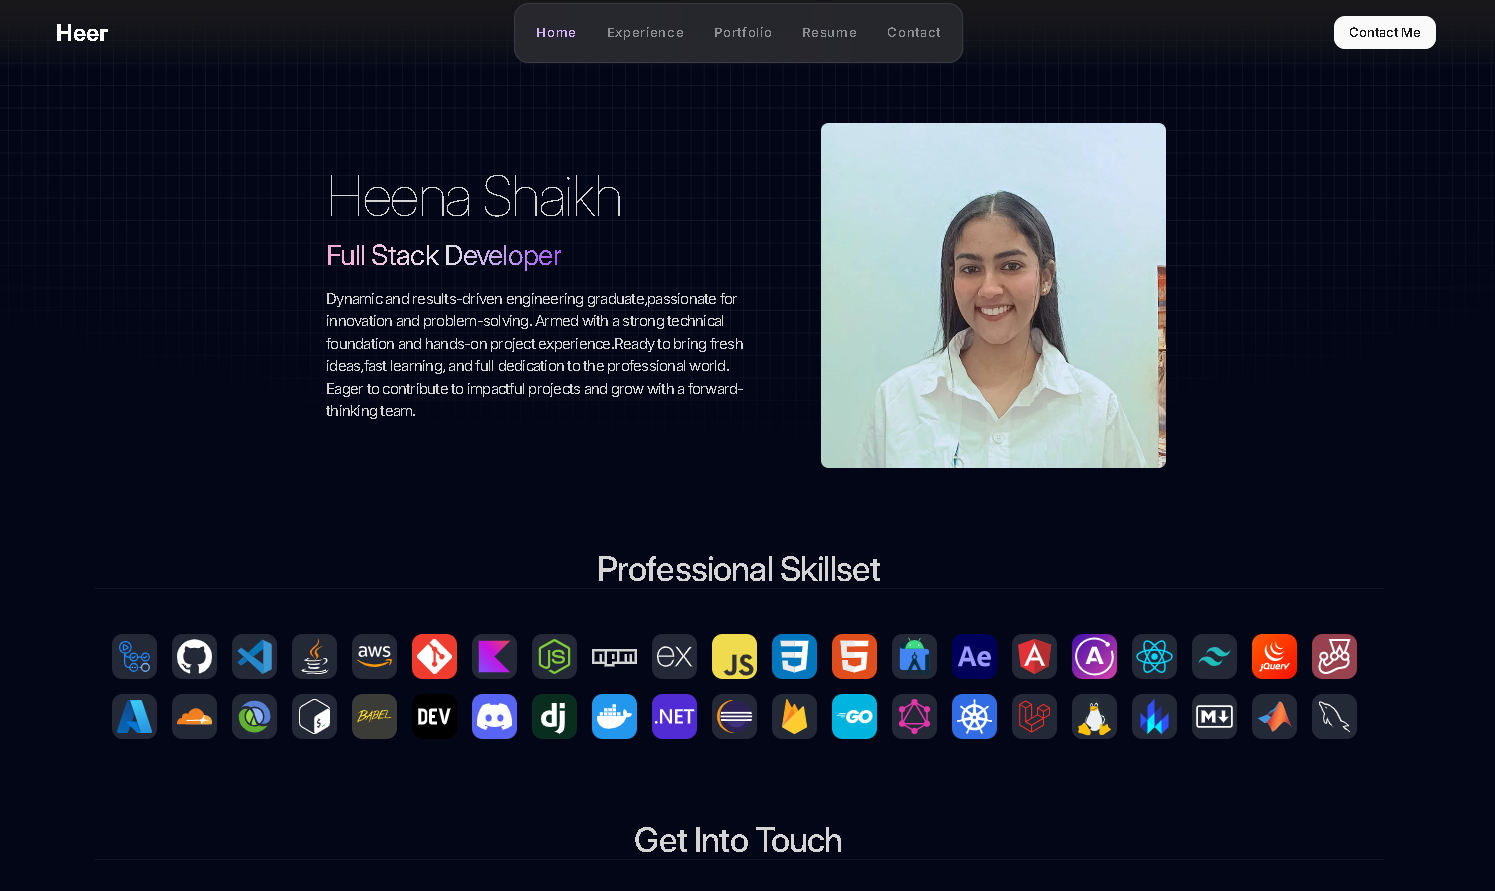 Heer
Home Experience Portfolio Resume Contact
Contact Me
Heena Shaikh
Full Stack Developer
Dynamic and results-driven engineering graduate,passionate for
innovation and problem-solving. Armed with a strong technical
foundation and hands-on project experience.Ready to bring fresh
ideas,fast learning, and full dedication to the professional world.
Eager to contribute to impactful projects and grow with a forward-
thinking team.
Professional Skillset
aws npm ex JS 3 5 Ae A A jQuery
$_ BABEL DEV dj .NET GO M
Get Into Touch